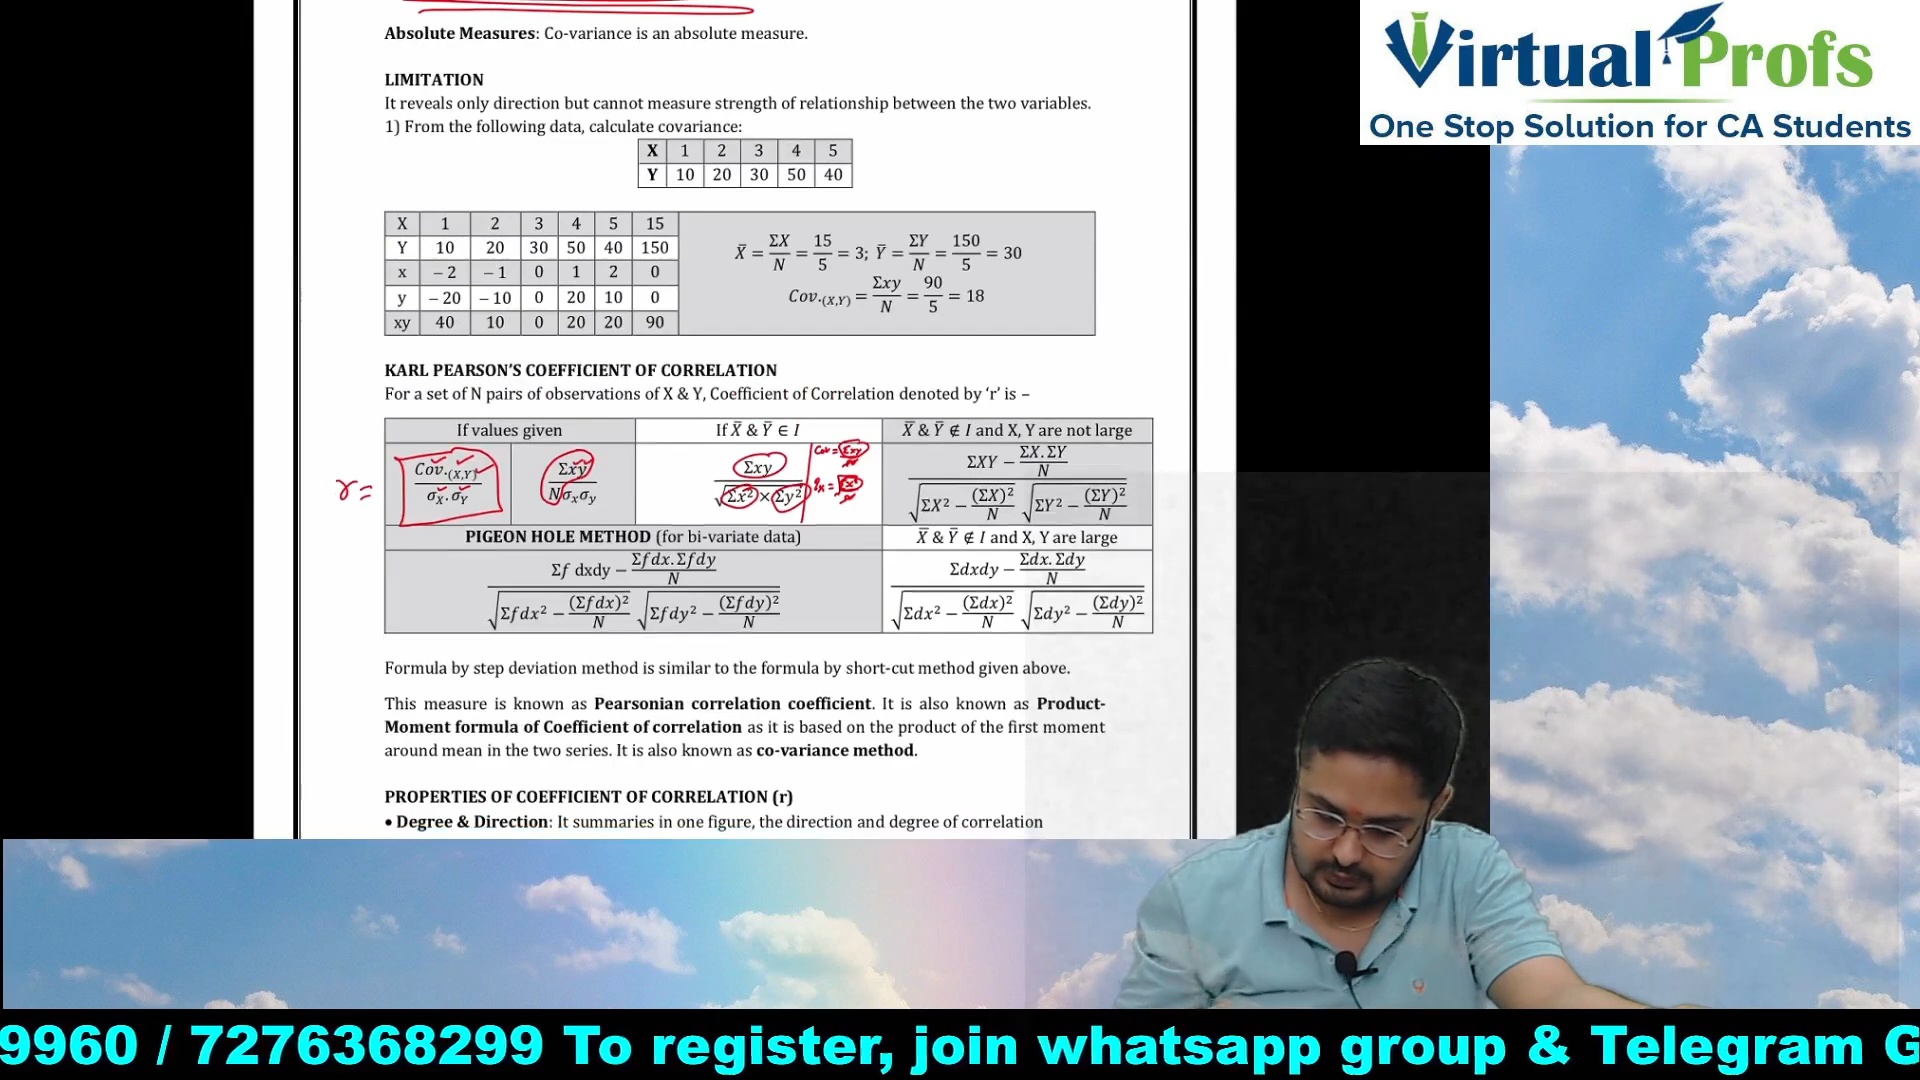 Absolute Measures: Co-variance is an absolute measure.
Virtual Profs
One Stop Solution for CA Students
LIMITATION
It reveals only direction but cannot measure strength of relationship between the two variables.
1) From the following data, calculate covariance:
X 1 2 3 4 5
Y 10 20 30 50 40
X 1 2 3 4 5 15
Y 10 20 30 50 40 150
x – 2 – 1 0 1 2 0
y – 20 – 10 0 20 10 0
xy 40 10 0 20 20 90
X̄ = ΣX/N = 15/5 = 3; Ȳ = ΣY/N = 150/5 = 30
Cov.(X,Y) = Σxy/N = 90/5 = 18
KARL PEARSON'S COEFFICIENT OF CORRELATION
For a set of N pairs of observations of X & Y, Coefficient of Correlation denoted by ‘r’ is –
If values given If X̄ & Ȳ ∈ I X̄ & Ȳ ∉ I and X, Y are not large
r = Cov.(X,Y)/σX.σY Σxy/Nσxσy Σxy/√Σx² × Σy² Cov = Σxy/N ΣXY − ΣX.ΣY/N / √ΣX² − (ΣX)²/N √ΣY² − (ΣY)²/N
PIGEON HOLE METHOD (for bi-variate data) X̄ & Ȳ ∉ I and X, Y are large
Σf dxdy − Σfdx.Σfdy/N / √Σfdx² − (Σfdx)²/N √Σfdy² − (Σfdy)²/N Σdxdy − Σdx.Σdy/N / √Σdx² − (Σdx)²/N √Σdy² − (Σdy)²/N
Formula by step deviation method is similar to the formula by short-cut method given above.
This measure is known as Pearsonian correlation coefficient. It is also known as Product-
Moment formula of Coefficient of correlation as it is based on the product of the first moment
around mean in the two series. It is also known as co-variance method.
PROPERTIES OF COEFFICIENT OF CORRELATION (r)
• Degree & Direction: It summaries in one figure, the direction and degree of correlation
9960 / 7276368299 To register, join whatsapp group & Telegram G